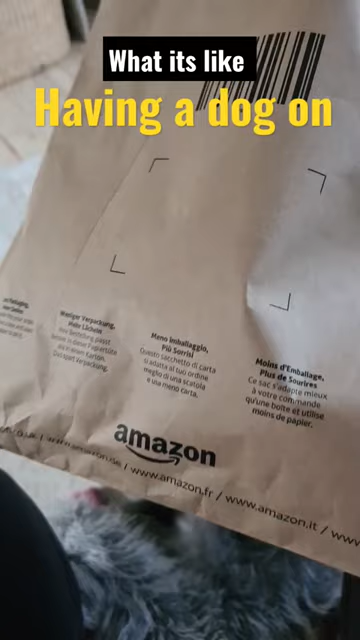 What its like
Having a dog on
Weniger Verpackung,
Mehr Lächeln
Meno Imballaggio,
Più Sorrisi
Questo sacchetto di carta
si adatta al tuo ordine
meglio di una scatola
e usa meno carta.
Moins d'Emballage,
Plus de Sourires
Ce sac s'adapte mieux
à votre commande
qu'une boîte et utilise
moins de papier.
amazon
/ www.amazon.fr / www.amazon.it / www